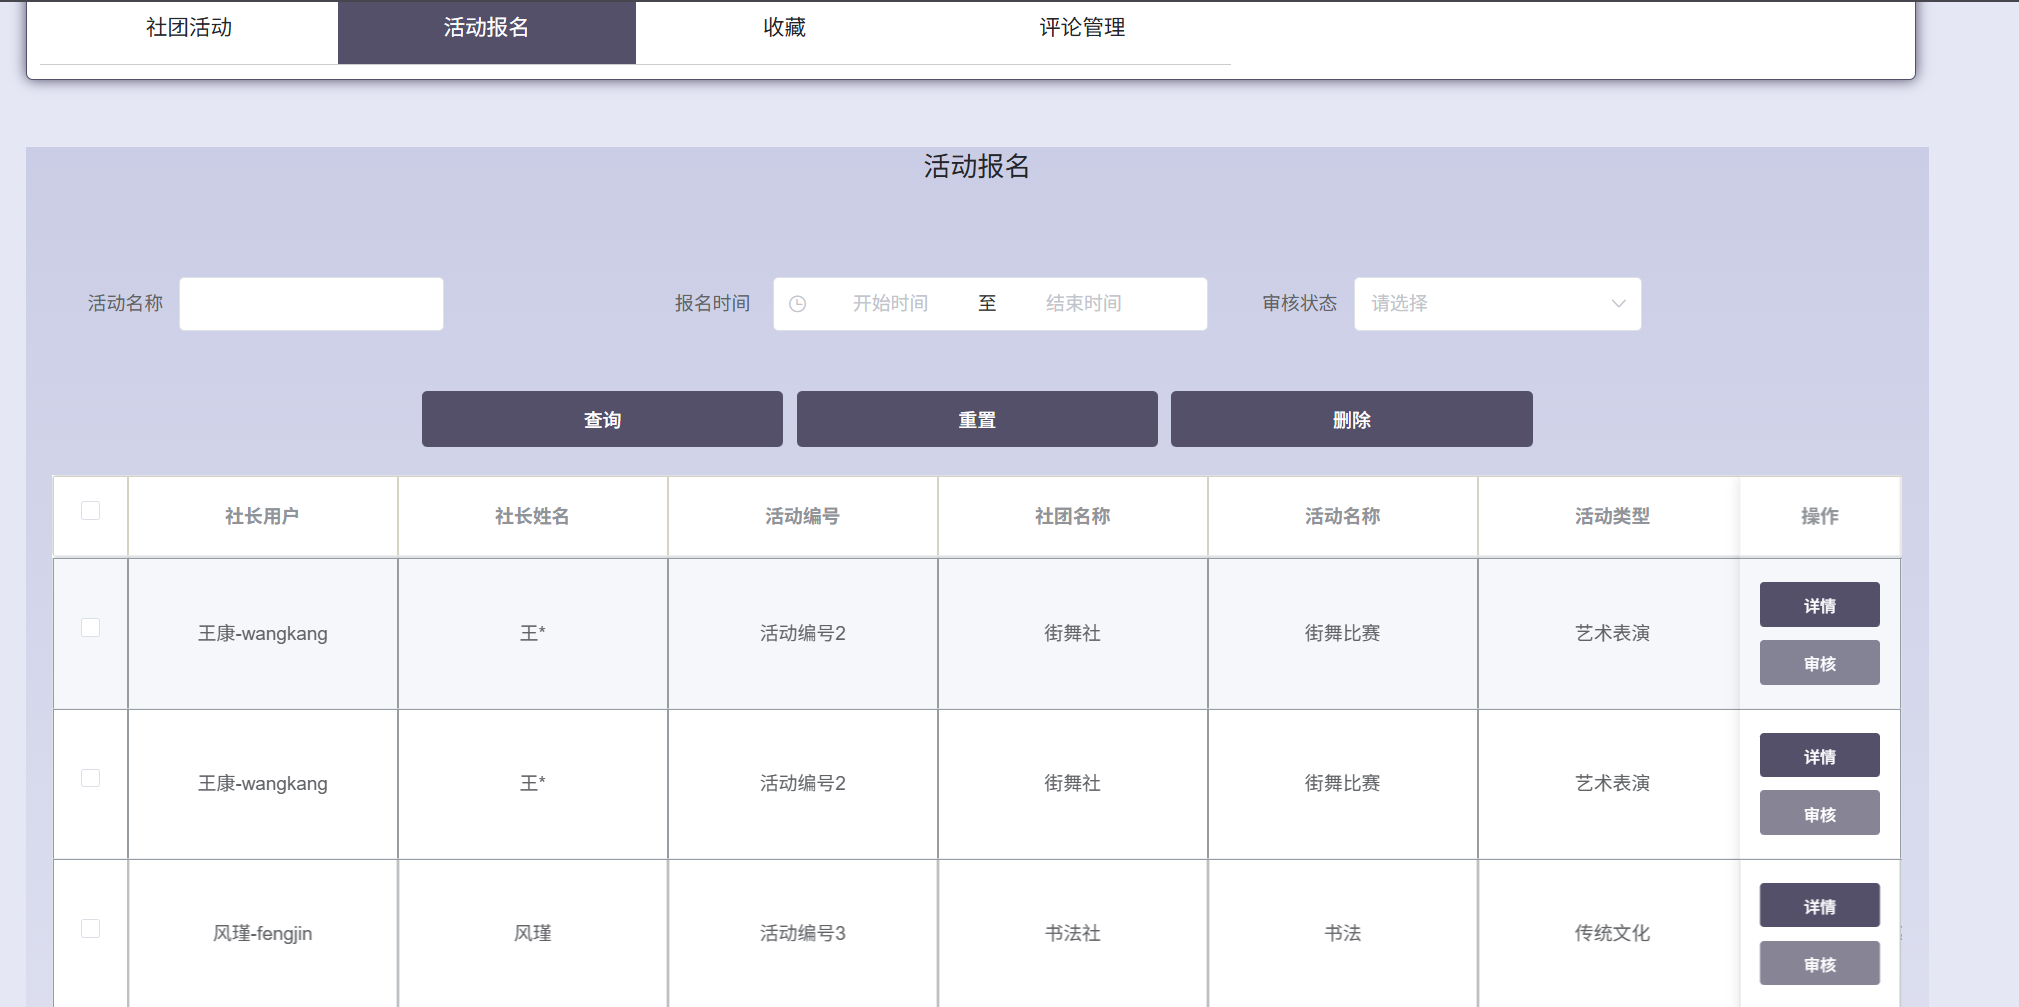 社团活动 活动报名 收藏 评论管理
活动报名
活动名称 报名时间 开始时间 至 结束时间 审核状态 请选择
查询 重置 删除
社长用户 社长姓名 活动编号 社团名称 活动名称 活动类型 操作
王康-wangkang 王* 活动编号2 街舞社 街舞比赛 艺术表演 详情
审核
王康-wangkang 王* 活动编号2 街舞社 街舞比赛 艺术表演 详情
审核
风瑾-fengjin 风瑾 活动编号3 书法社 书法 传统文化 详情
审核